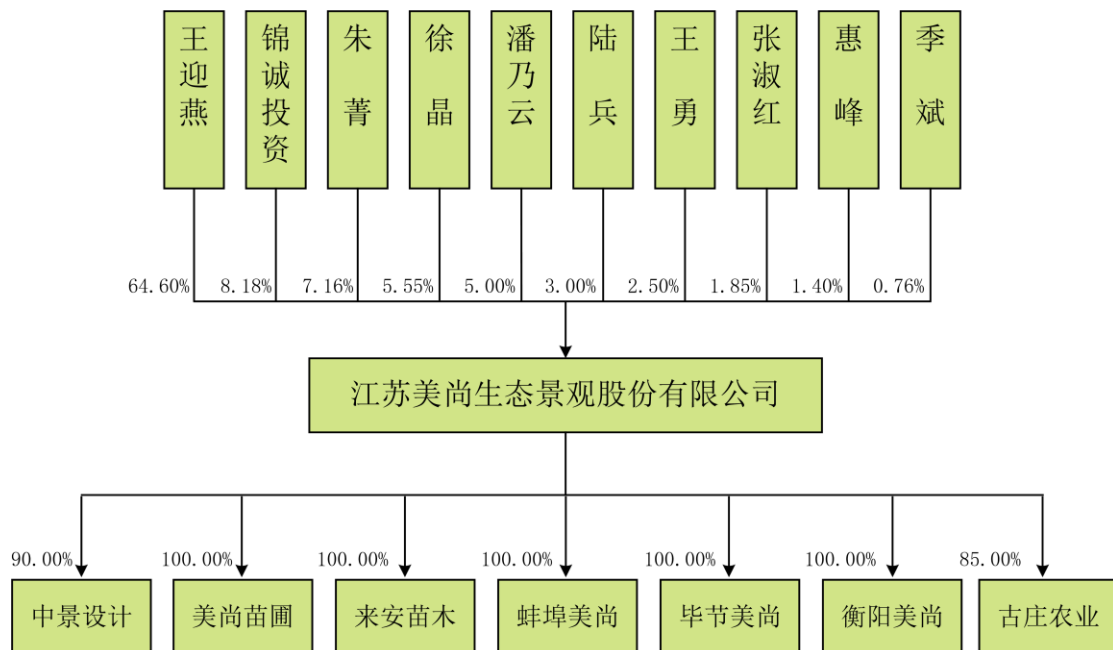 王迎燕
锦诚投资
朱菁
徐晶
潘乃云
陆兵
王勇
张淑红
惠峰
季斌
64.60%
8.18%
7.16%
5.55%
5.00%
3.00%
2.50%
1.85%
1.40%
0.76%
江苏美尚生态景观股份有限公司
90.00%
100.00%
100.00%
100.00%
100.00%
100.00%
85.00%
中景设计
美尚苗圃
来安苗木
蚌埠美尚
毕节美尚
衡阳美尚
古庄农业